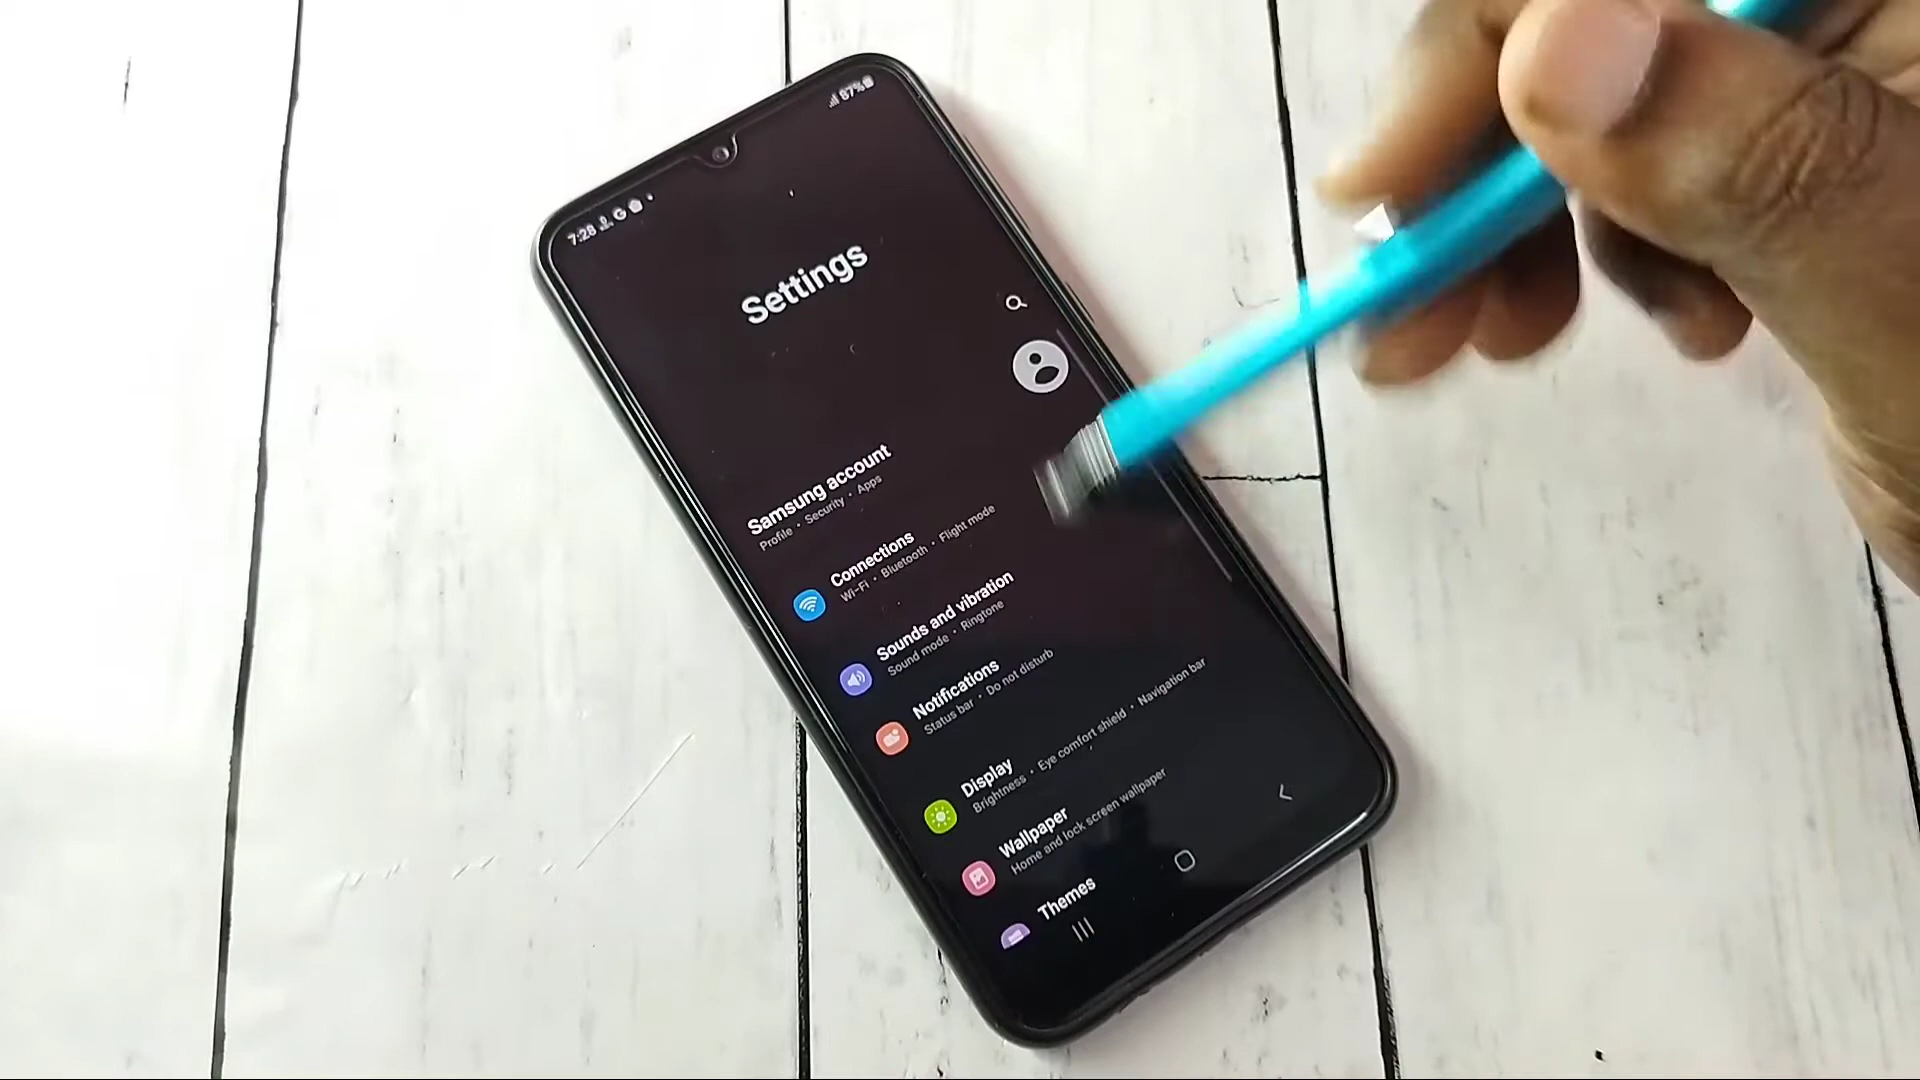 7:28 G
87%
Settings
Samsung account
Profile • Security • Apps
Connections
Wi-Fi • Bluetooth • Flight mode
Sounds and vibration
Sound mode • Ringtone
Notifications
Status bar • Do not disturb
Display
Brightness • Eye comfort shield • Navigation bar
Wallpaper
Home and lock screen wallpaper
Themes